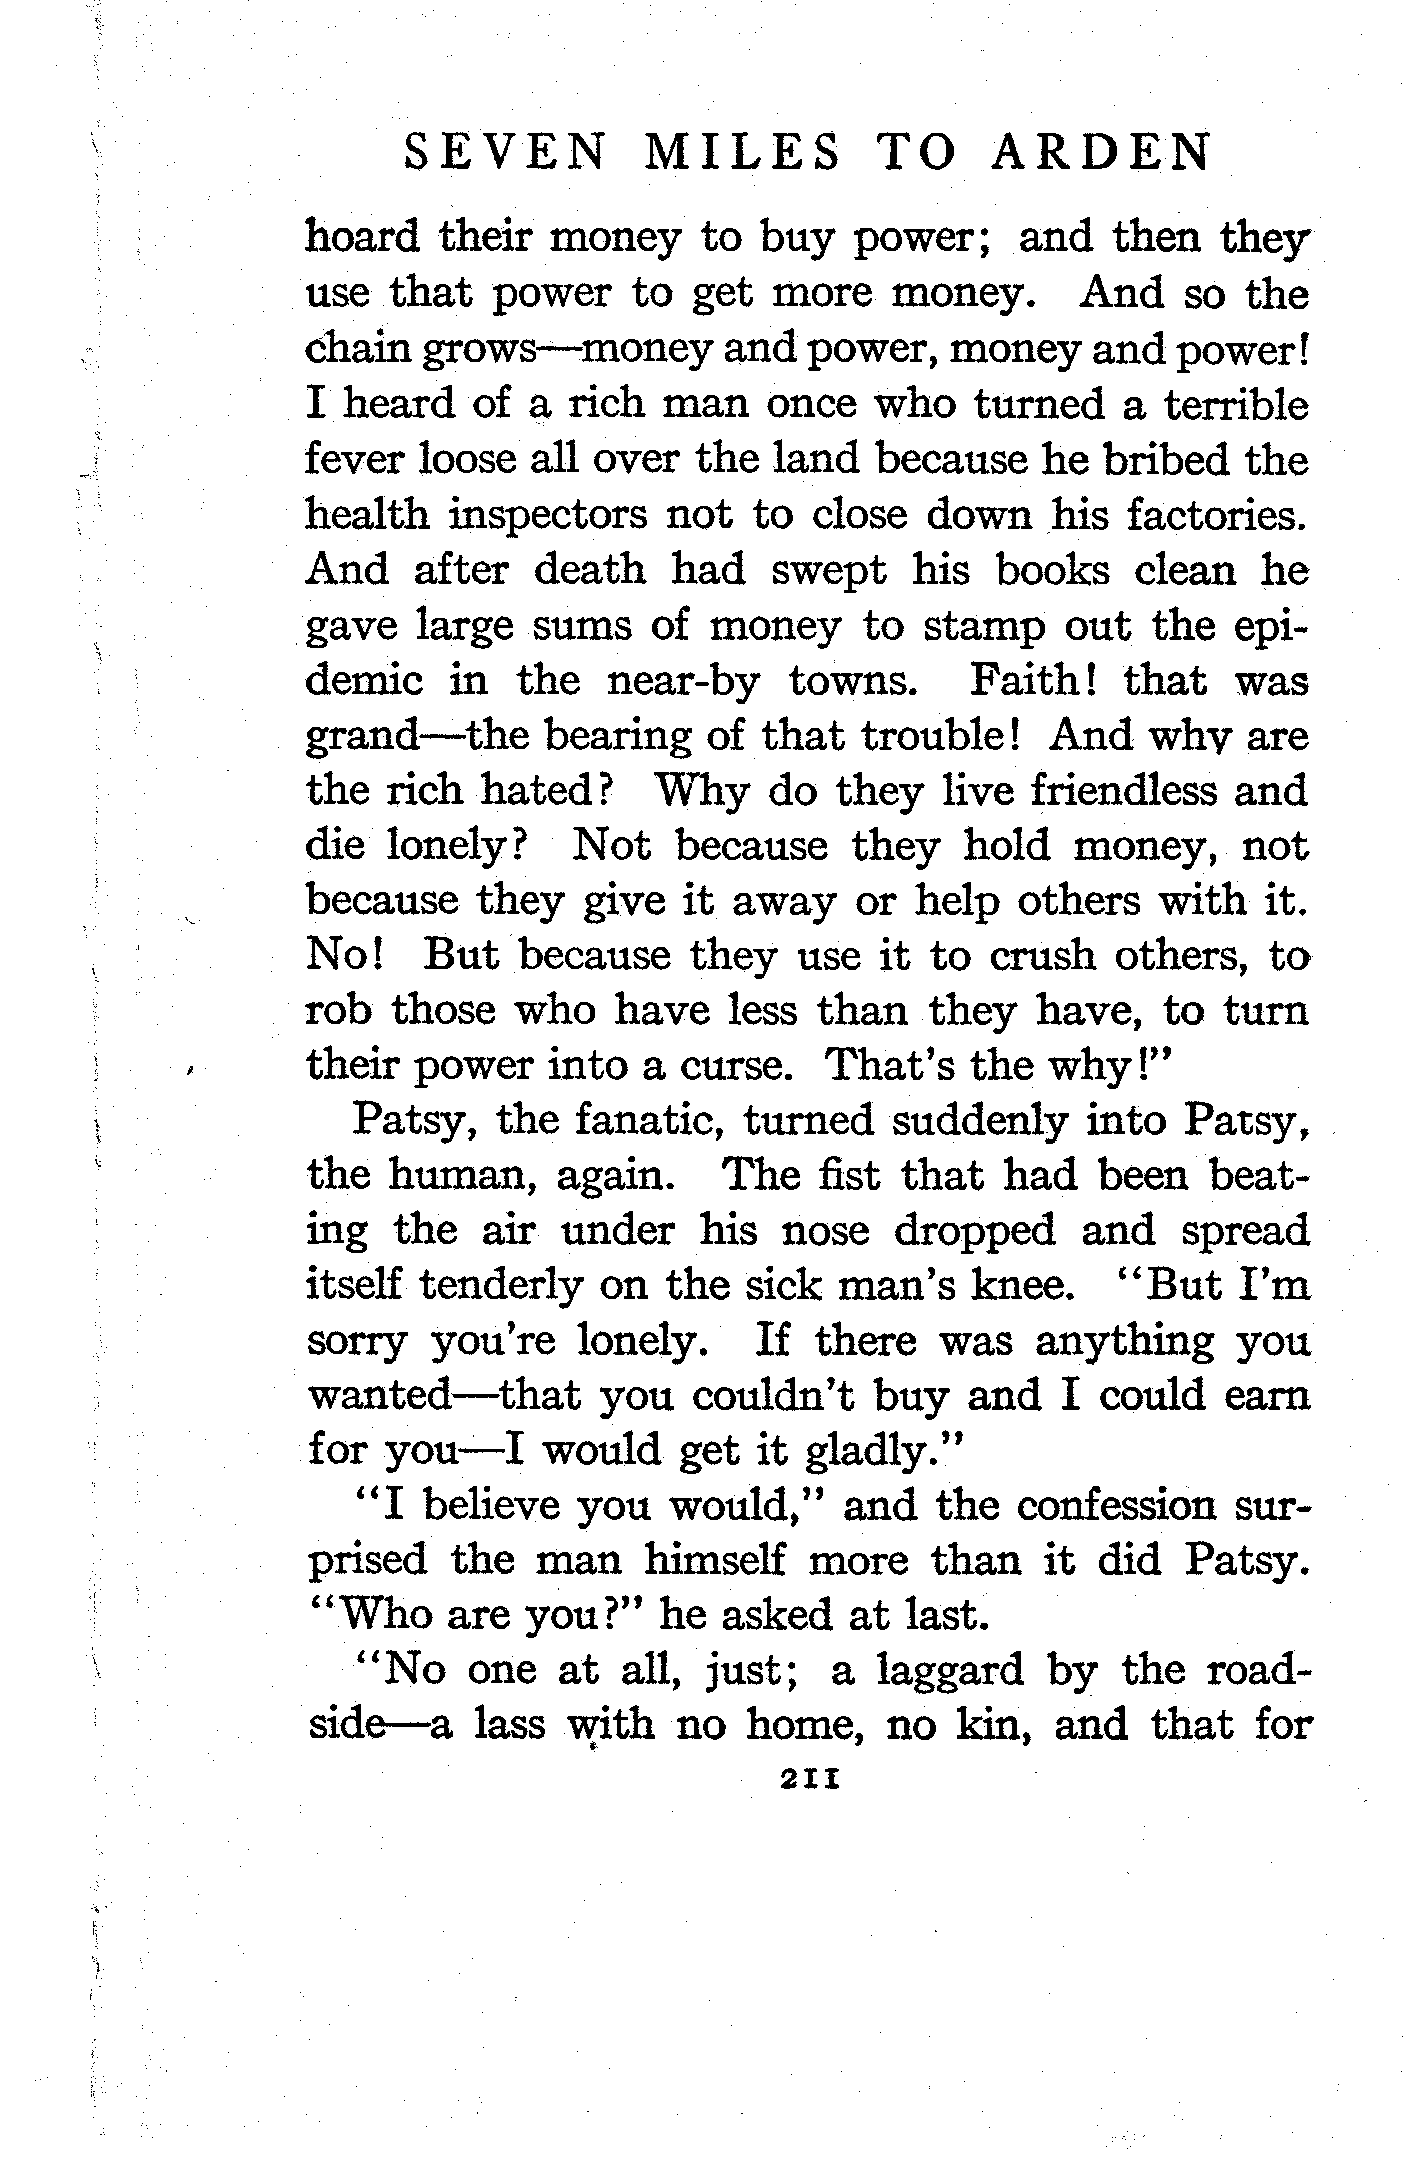 SEVEN MILES TO ARDEN
hoard their money to buy power; and then they
use that power to get more money. And so the
chain grows—money and power, money and power!
I heard of a rich man once who turned a terrible
fever loose all over the land because he bribed the
health inspectors not to close down his factories.
And after death had swept his books clean he
gave large sums of money to stamp out the epi-
demic in the near-by towns. Faith! that was
grand—the bearing of that trouble! And why are
the rich hated? Why do they live friendless and
die lonely? Not because they hold money, not
because they give it away or help others with it.
No! But because they use it to crush others, to
rob those who have less than they have, to turn
their power into a curse. That's the why!"
Patsy, the fanatic, turned suddenly into Patsy,
the human, again. The fist that had been beat-
ing the air under his nose dropped and spread
itself tenderly on the sick man's knee. "But I'm
sorry you're lonely. If there was anything you
wanted—that you couldn't buy and I could earn
for you—I would get it gladly."
"I believe you would," and the confession sur-
prised the man himself more than it did Patsy.
"Who are you?" he asked at last.
"No one at all, just; a laggard by the road-
side—a lass with no home, no kin, and that for
211